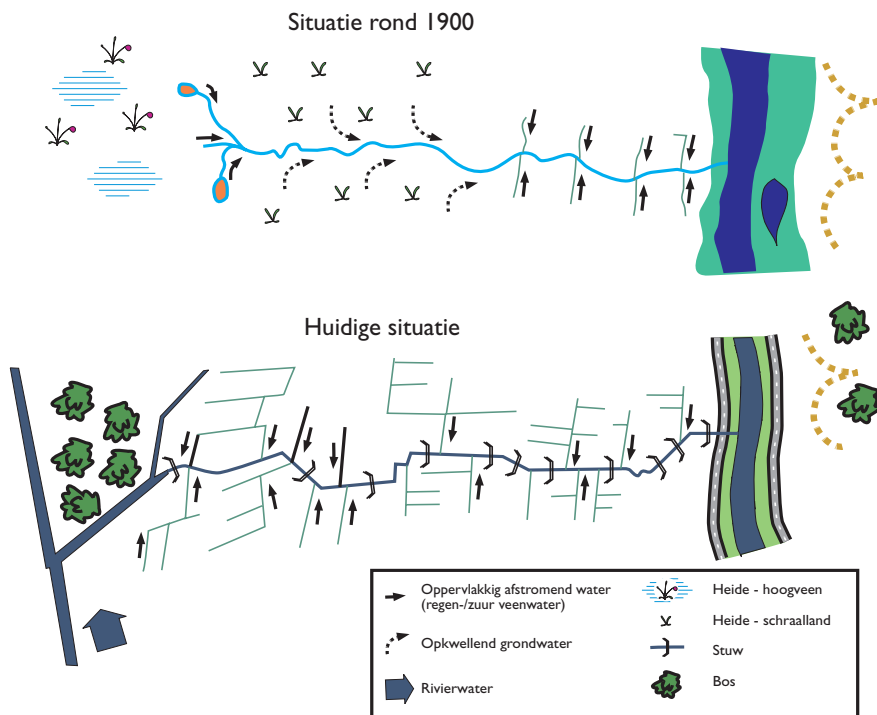 Situatie rond 1900
Huidige situatie
Oppervlakkig afstromend water
(regen-/zuur veenwater)
Opkwellend grondwater
Rivierwater
Heide - hoogveen
Heide - schraalland
Stuw
Bos